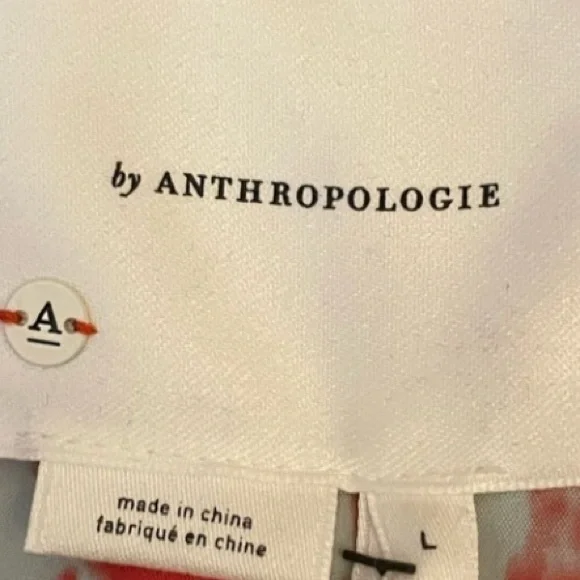 by ANTHROPOLOGIE
A
made in china
fabriqué en chine
L